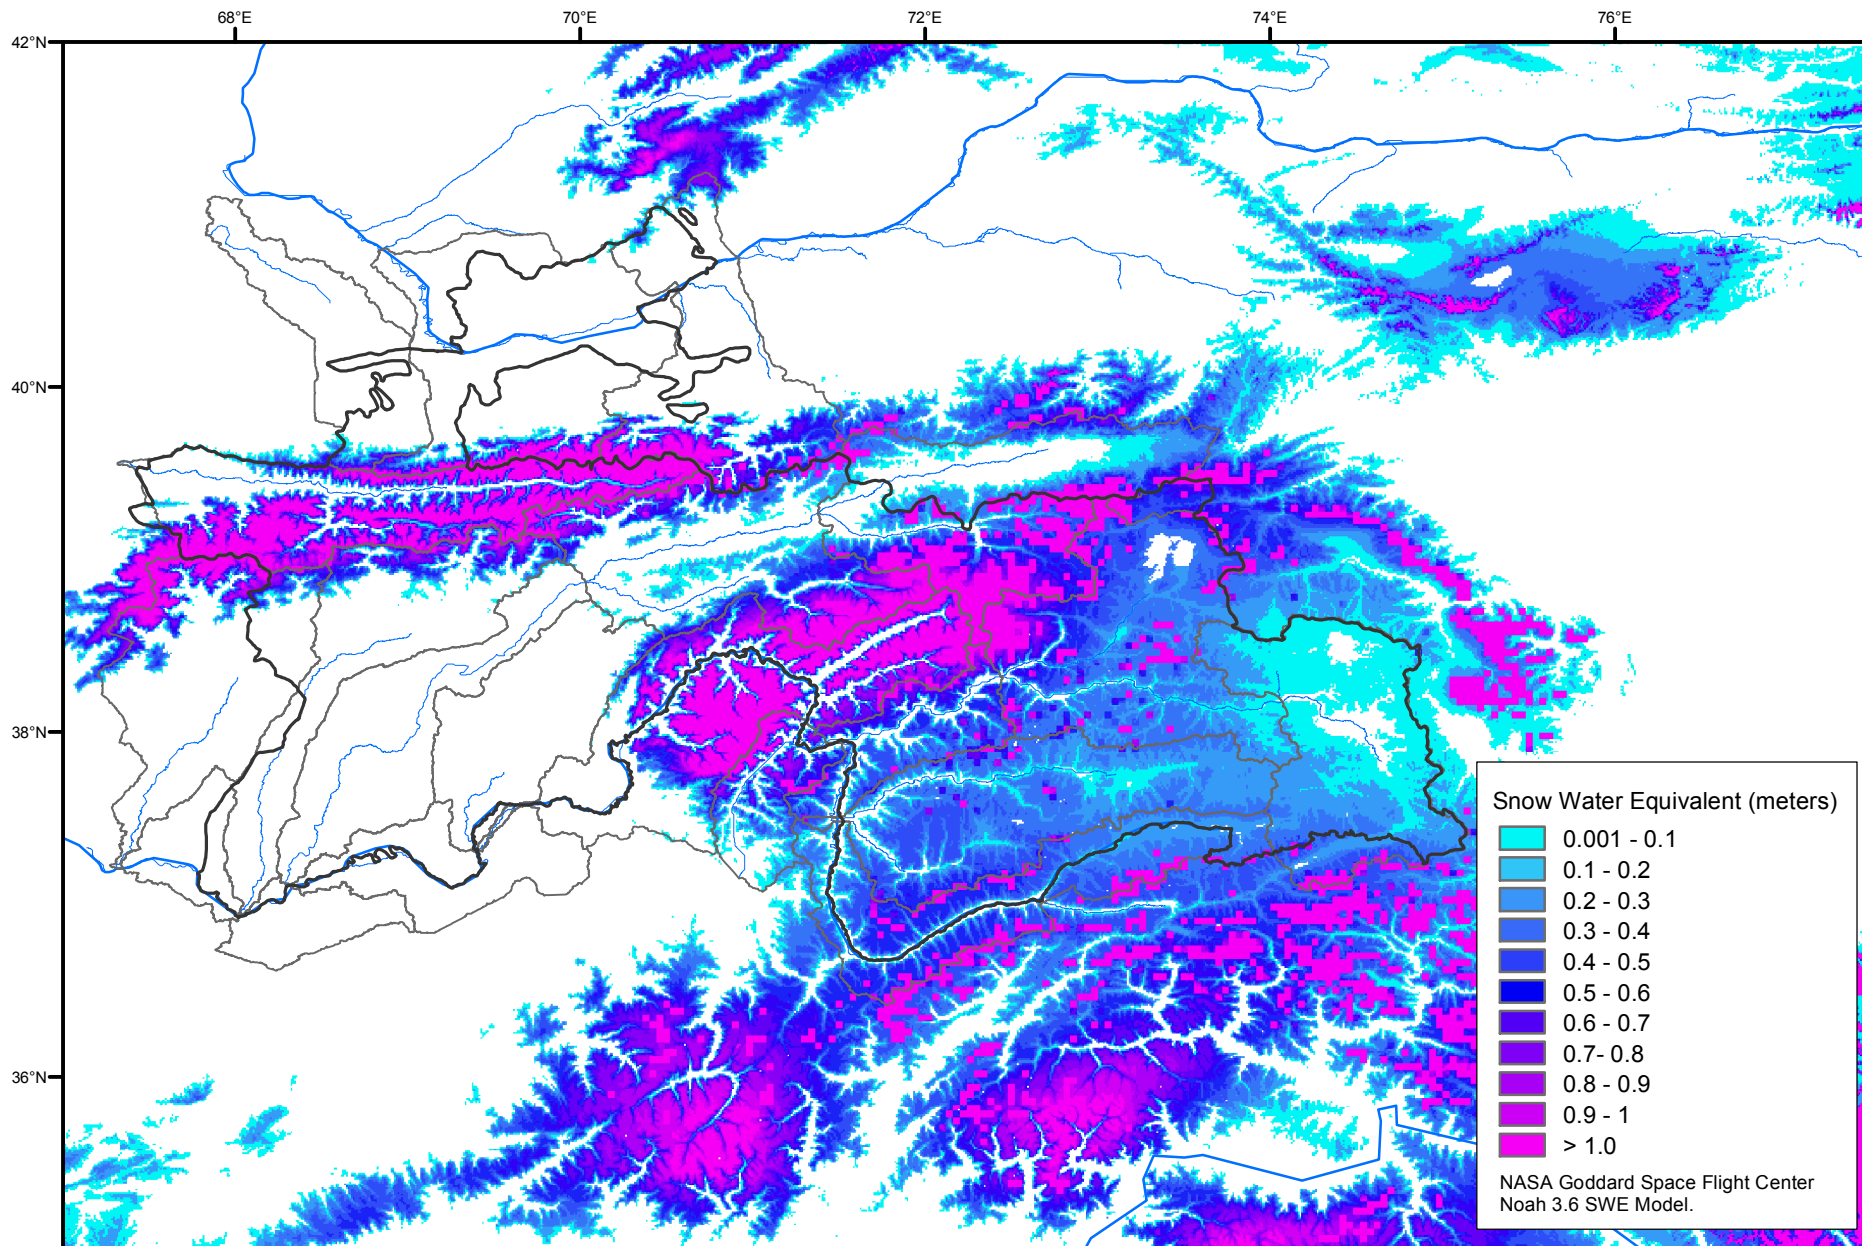 68°E
70°E
72°E
74°E
76°E
42°N
40°N
38°N
36°N
Snow Water Equivalent (meters)
0.001 - 0.1
0.1 - 0.2
0.2 - 0.3
0.3 - 0.4
0.4 - 0.5
0.5 - 0.6
0.6 - 0.7
0.7- 0.8
0.8 - 0.9
0.9 - 1
> 1.0
NASA Goddard Space Flight Center
Noah 3.6 SWE Model.